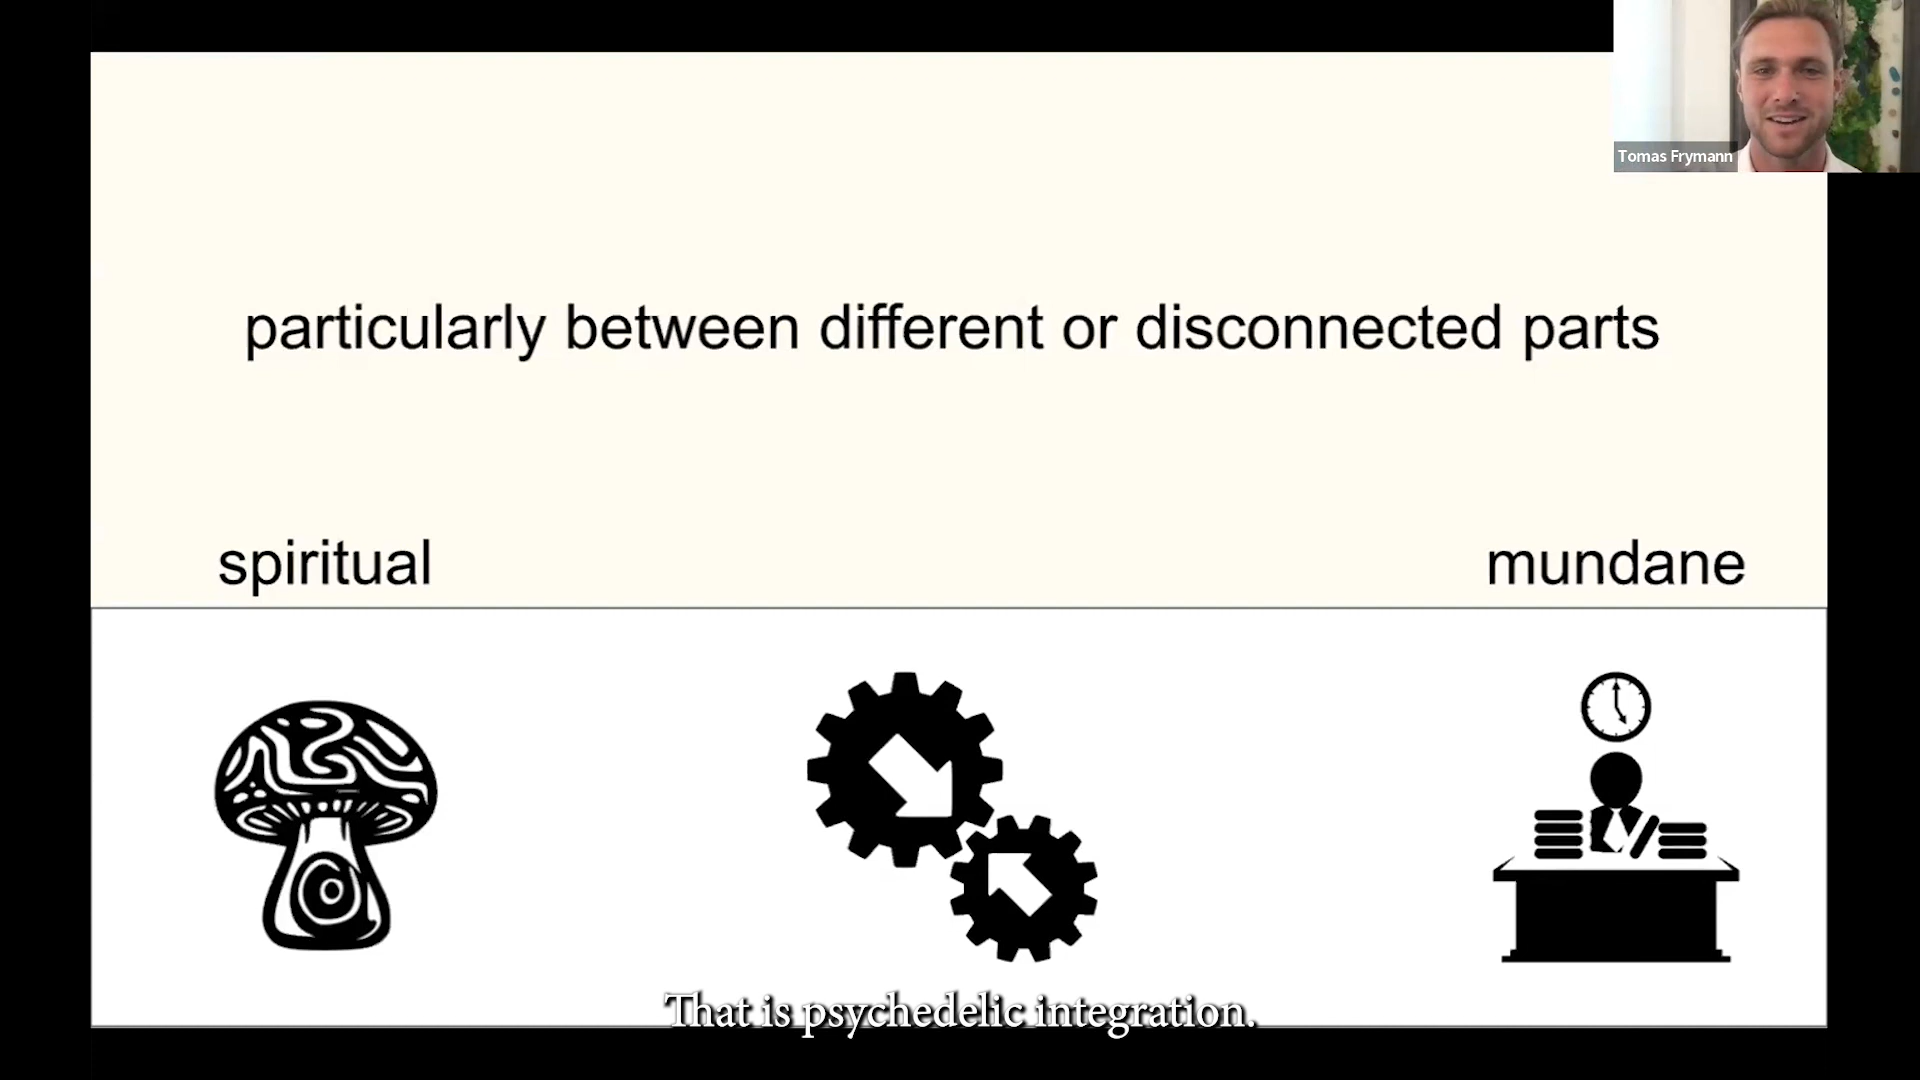 Tomas Frymann
particularly between different or disconnected parts
spiritual
mundane
That is psychedelic integration.